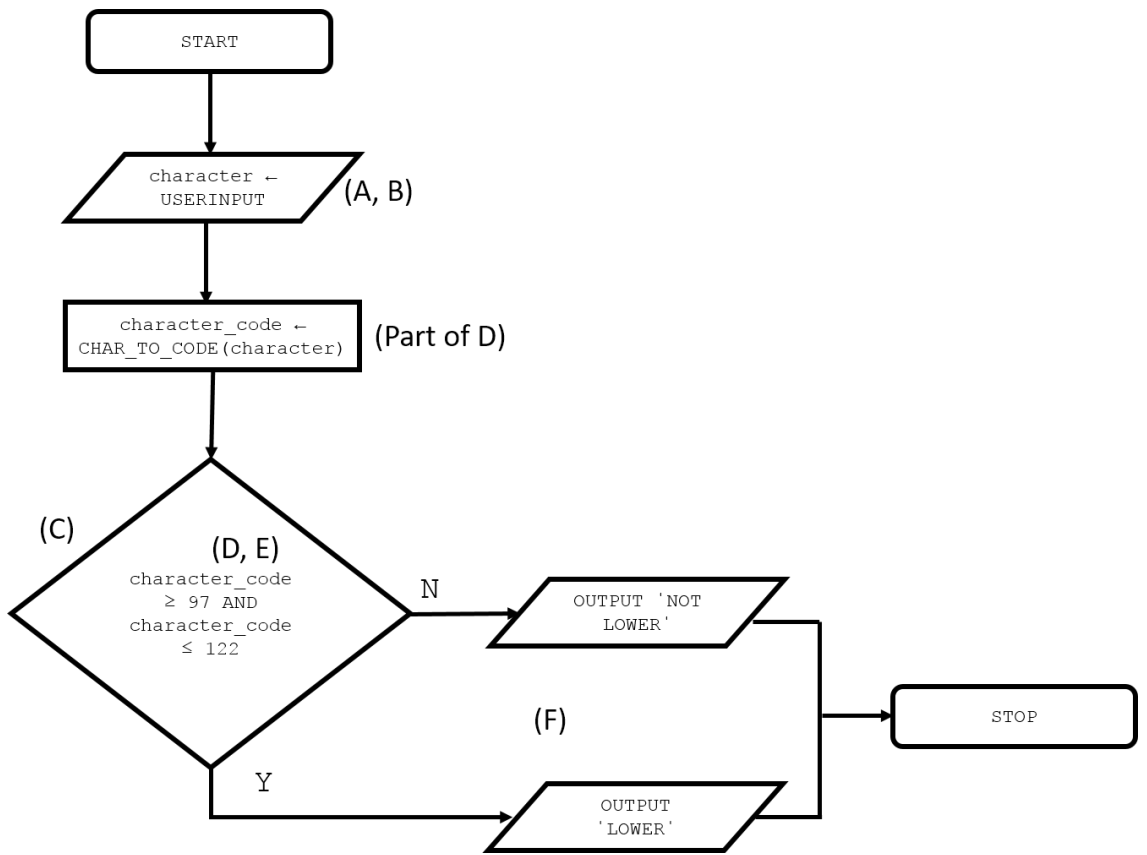 START
character ←
USERINPUT
(A, B)
character_code ←
CHAR_TO_CODE(character)
(Part of D)
(C)
(D, E)
character_code
≥ 97 AND
character_code
≤ 122
N
OUTPUT 'NOT
LOWER'
(F)
STOP
Y
OUTPUT
'LOWER'